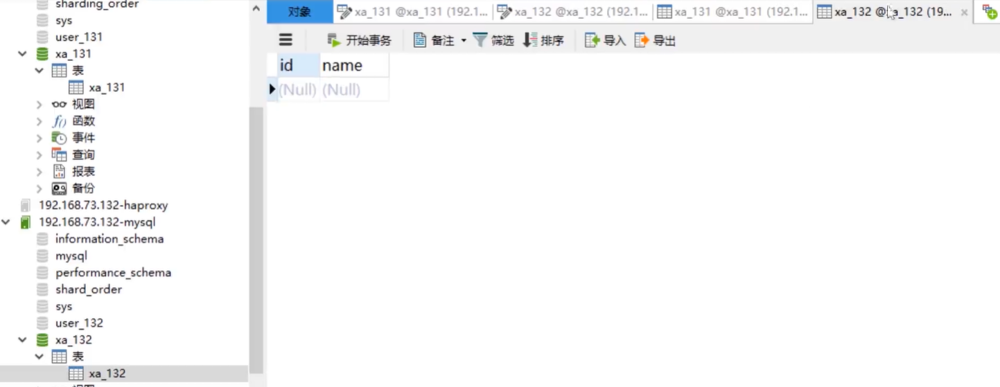 sharding_order
sys
user_131
xa_131
表
xa_131
视图
函数
事件
查询
报表
备份
192.168.73.132-haproxy
192.168.73.132-mysql
information_schema
mysql
performance_schema
shard_order
sys
user_132
xa_132
表
xa_132
对象 xa_131 @xa_131 (192.1... xa_132 @xa_132 (192.1... xa_131 @xa_131 (192.1... xa_132 @xa_132 (19...
开始事务 备注 筛选 排序 导入 导出
id name
(Null) (Null)